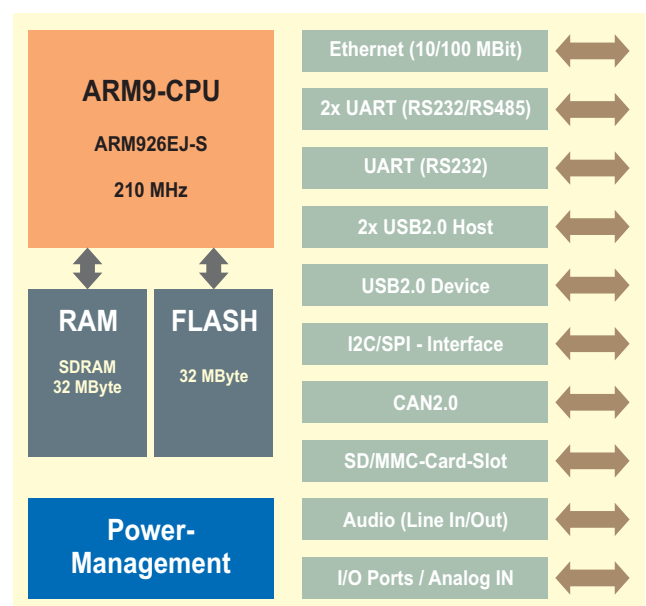 ARM9-CPU
ARM926EJ-S
210 MHz
RAM
SDRAM
32 MByte
FLASH
32 MByte
Power-
Management
Ethernet (10/100 MBit)
2x UART (RS232/RS485)
UART (RS232)
2x USB2.0 Host
USB2.0 Device
I2C/SPI - Interface
CAN2.0
SD/MMC-Card-Slot
Audio (Line In/Out)
I/O Ports / Analog IN